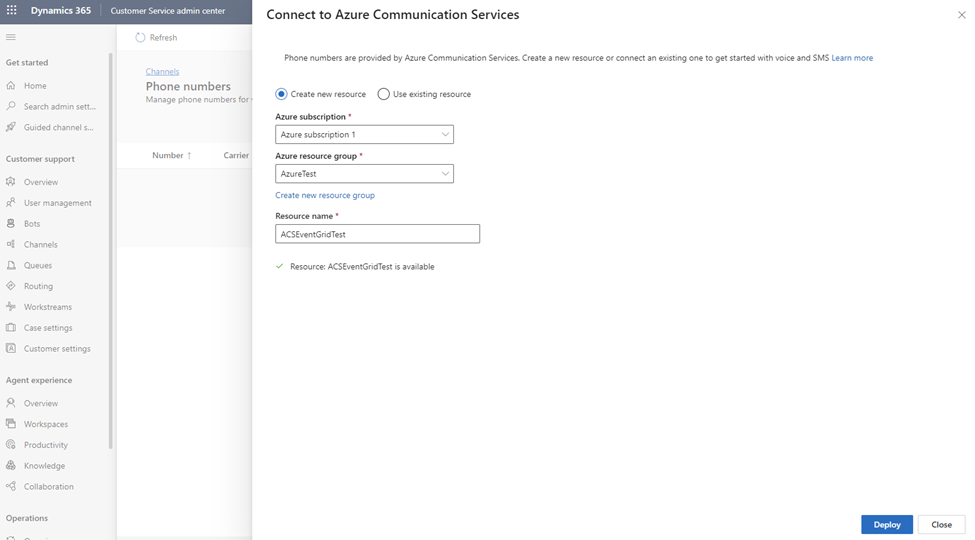 Dynamics 365
Customer Service admin center
Get started
Home
Search admin sett...
Guided channel s...
Customer support
Overview
User management
Bots
Channels
Queues
Routing
Workstreams
Case settings
Customer settings
Agent experience
Overview
Workspaces
Productivity
Knowledge
Collaboration
Operations
Refresh
Channels
Phone numbers
Manage phone numbers for
Number ↑ Carrier
Connect to Azure Communication Services
Phone numbers are provided by Azure Communication Services. Create a new resource or connect an existing one to get started with voice and SMS Learn more
Create new resource Use existing resource
Azure subscription *
Azure subscription 1
Azure resource group *
AzureTest
Create new resource group
Resource name *
ACSEventGridTest
Resource: ACSEventGridTest is available
Deploy Close